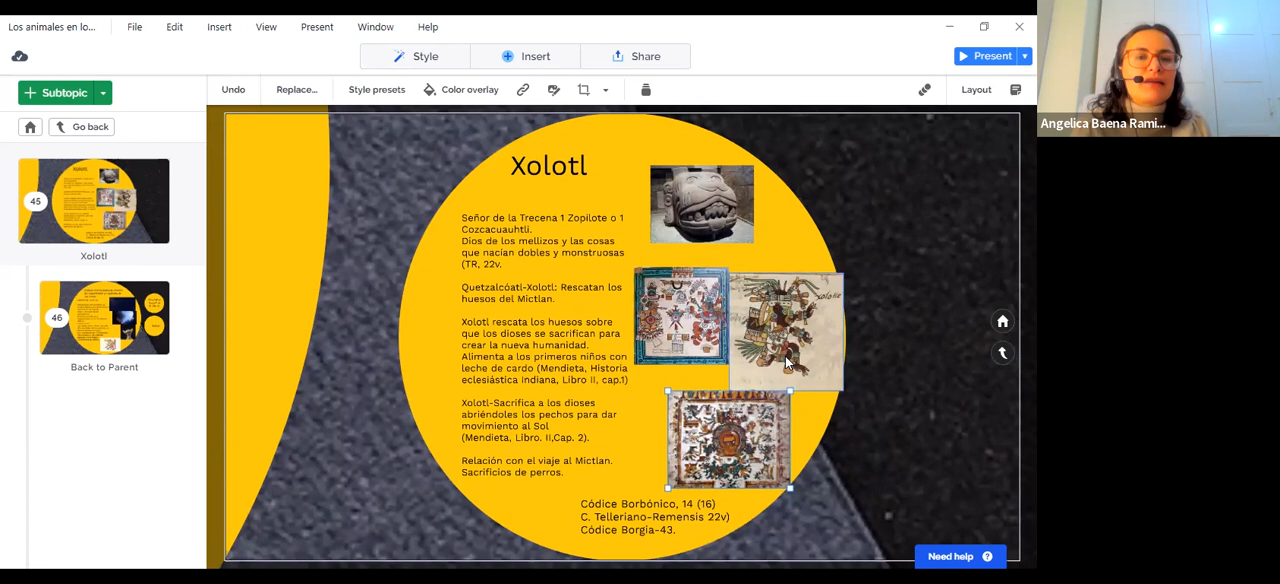 Los animales en lo...
File
Edit
Insert
View
Present
Window
Help
Style
Insert
Share
Present
Subtopic
Undo
Replace...
Style presets
Color overlay
Layout
Go back
45
Xolotl
46
Back to Parent
Xolotl
Señor de la Trecena 1 Zopilote o 1
Cozcacuauhtli.
Dios de los mellizos y las cosas
que nacían dobles y monstruosas
(TR, 22v.
Quetzalcóatl-Xolotl: Rescatan los
huesos del Mictlan.
Xolotl rescata los huesos sobre
que los dioses se sacrifican para
crear la nueva humanidad.
Alimenta a los primeros niños con
leche de cardo (Mendieta, Historia
eclesiástica Indiana, Libro II, cap.1)
Xolotl-Sacrifica a los dioses
abriéndoles los pechos para dar
movimiento al Sol
(Mendieta, Libro. II,Cap. 2).
Relación con el viaje al Mictlan.
Sacrificios de perros.
Códice Borbónico, 14 (16)
C. Telleriano-Remensis 22v)
Códice Borgia-43.
Need help
Angelica Baena Rami...